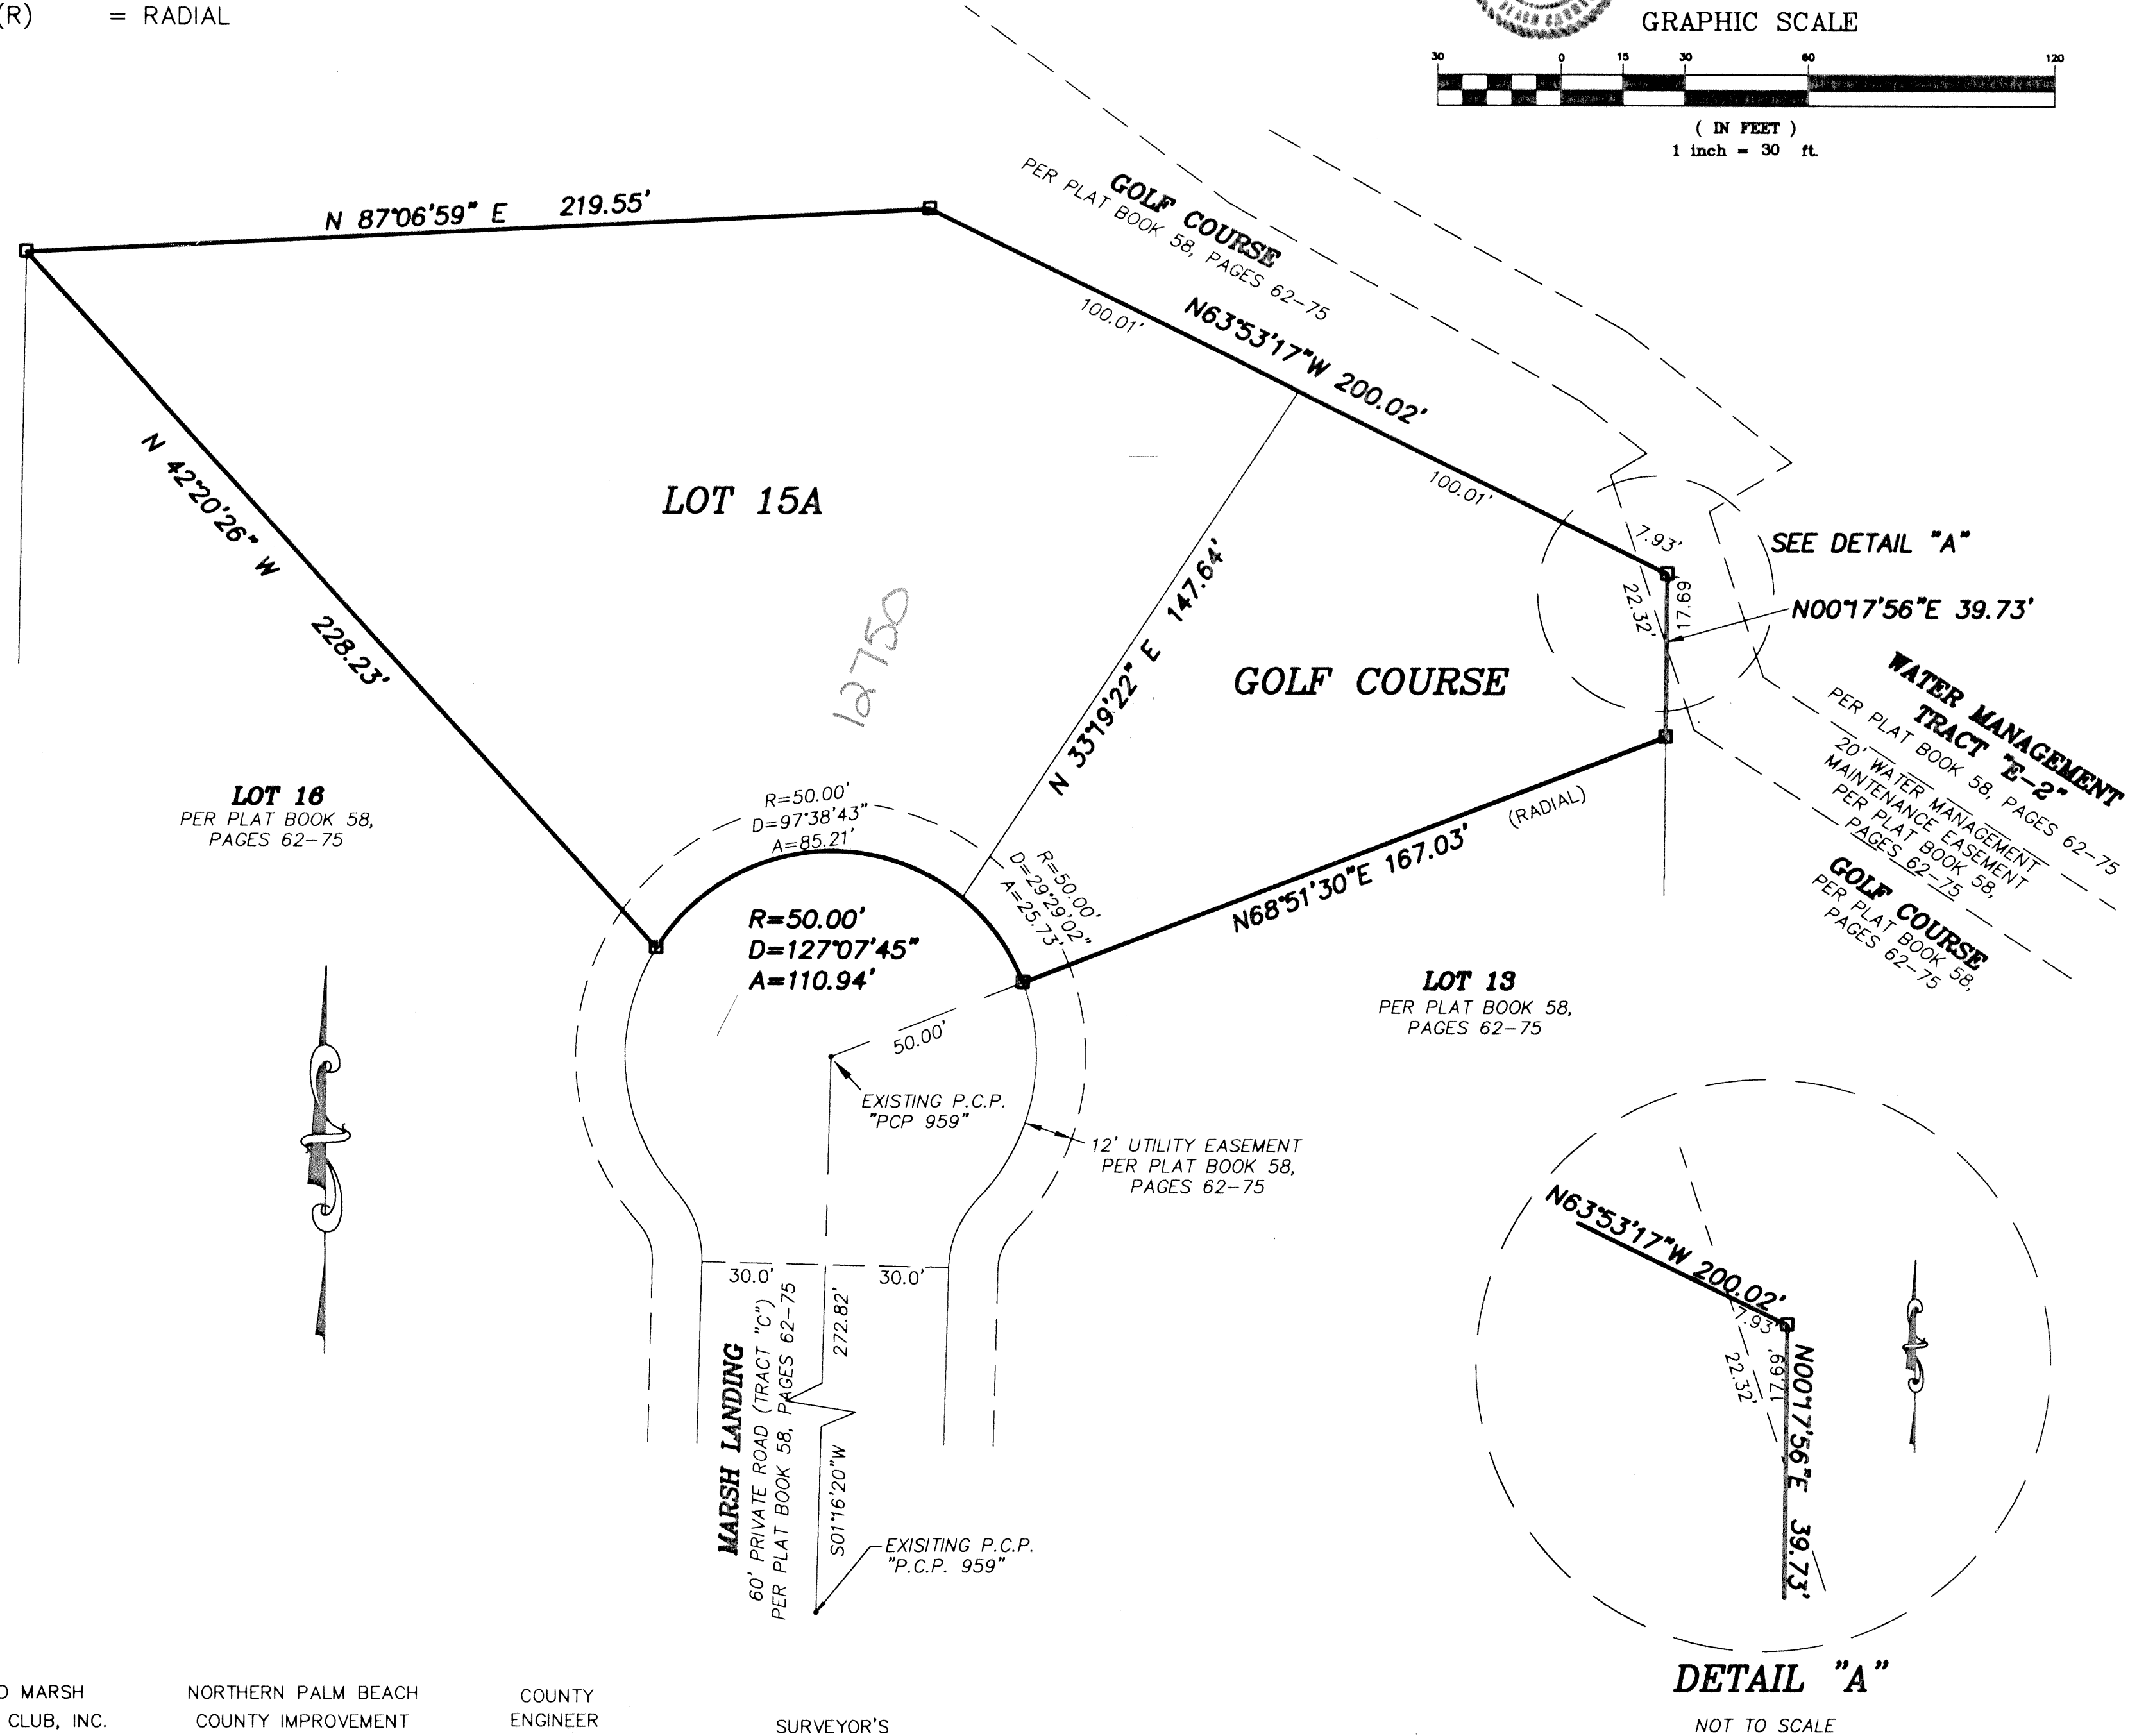 (R) = RADIAL
BEACH COUNTY
GRAPHIC SCALE
30 0 15 30 60 120
( IN FEET )
1 inch = 30 ft.
N 87°06'59" E 219.55'
GOLF COURSE
PER PLAT BOOK 58, PAGES 62-75
100.01'
N63°53'17"W 200.02'
100.01'
7.93'
SEE DETAIL "A"
22.32'
17.69'
N00°17'56"E 39.73'
N 42°20'26" W 228.23'
LOT 15A
12750
N 33°19'22" E 147.64'
GOLF COURSE
WATER MANAGEMENT
TRACT "E-2"
PER PLAT BOOK 58, PAGES 62-75
20' WATER MANAGEMENT
MAINTENANCE EASEMENT
PER PLAT BOOK 58,
PAGES 62-75
GOLF COURSE
PER PLAT BOOK 58,
PAGES 62-75
LOT 16
PER PLAT BOOK 58,
PAGES 62-75
R=50.00'
D=97°38'43"
A=85.21'
R=50.00'
D=29°29'02"
A=25.73'
(RADIAL)
N68°51'30"E 167.03'
R=50.00'
D=127°07'45"
A=110.94'
LOT 13
PER PLAT BOOK 58,
PAGES 62-75
50.00'
EXISTING P.C.P.
"PCP 959"
12' UTILITY EASEMENT
PER PLAT BOOK 58,
PAGES 62-75
30.0' 30.0'
MARSH LANDING
60' PRIVATE ROAD (TRACT "C")
PER PLAT BOOK 58, PAGES 62-75
S01°16'20"W 272.82'
EXISITING P.C.P.
"P.C.P. 959"
N63°53'17"W 200.02'
7.93'
22.32'
17.69'
N00°17'56"E 39.73'
DETAIL "A"
NOT TO SCALE
D MARSH
CLUB, INC.
NORTHERN PALM BEACH
COUNTY IMPROVEMENT
COUNTY
ENGINEER
SURVEYOR'S